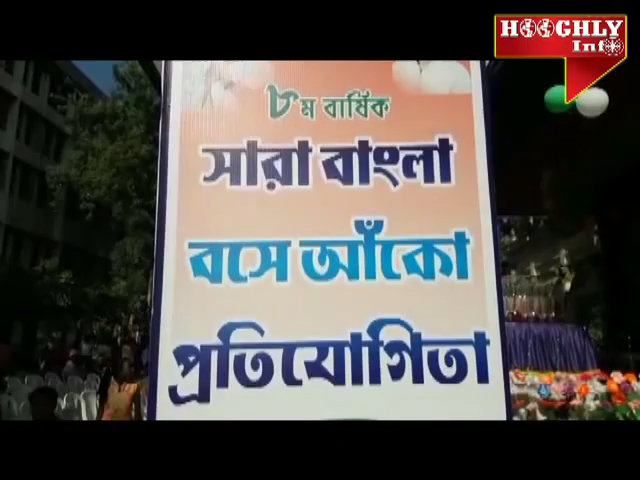 HOOGHLY
Info
৮ম বার্ষিক
সারা বাংলা
বসে আঁকো
প্রতিযোগিতা